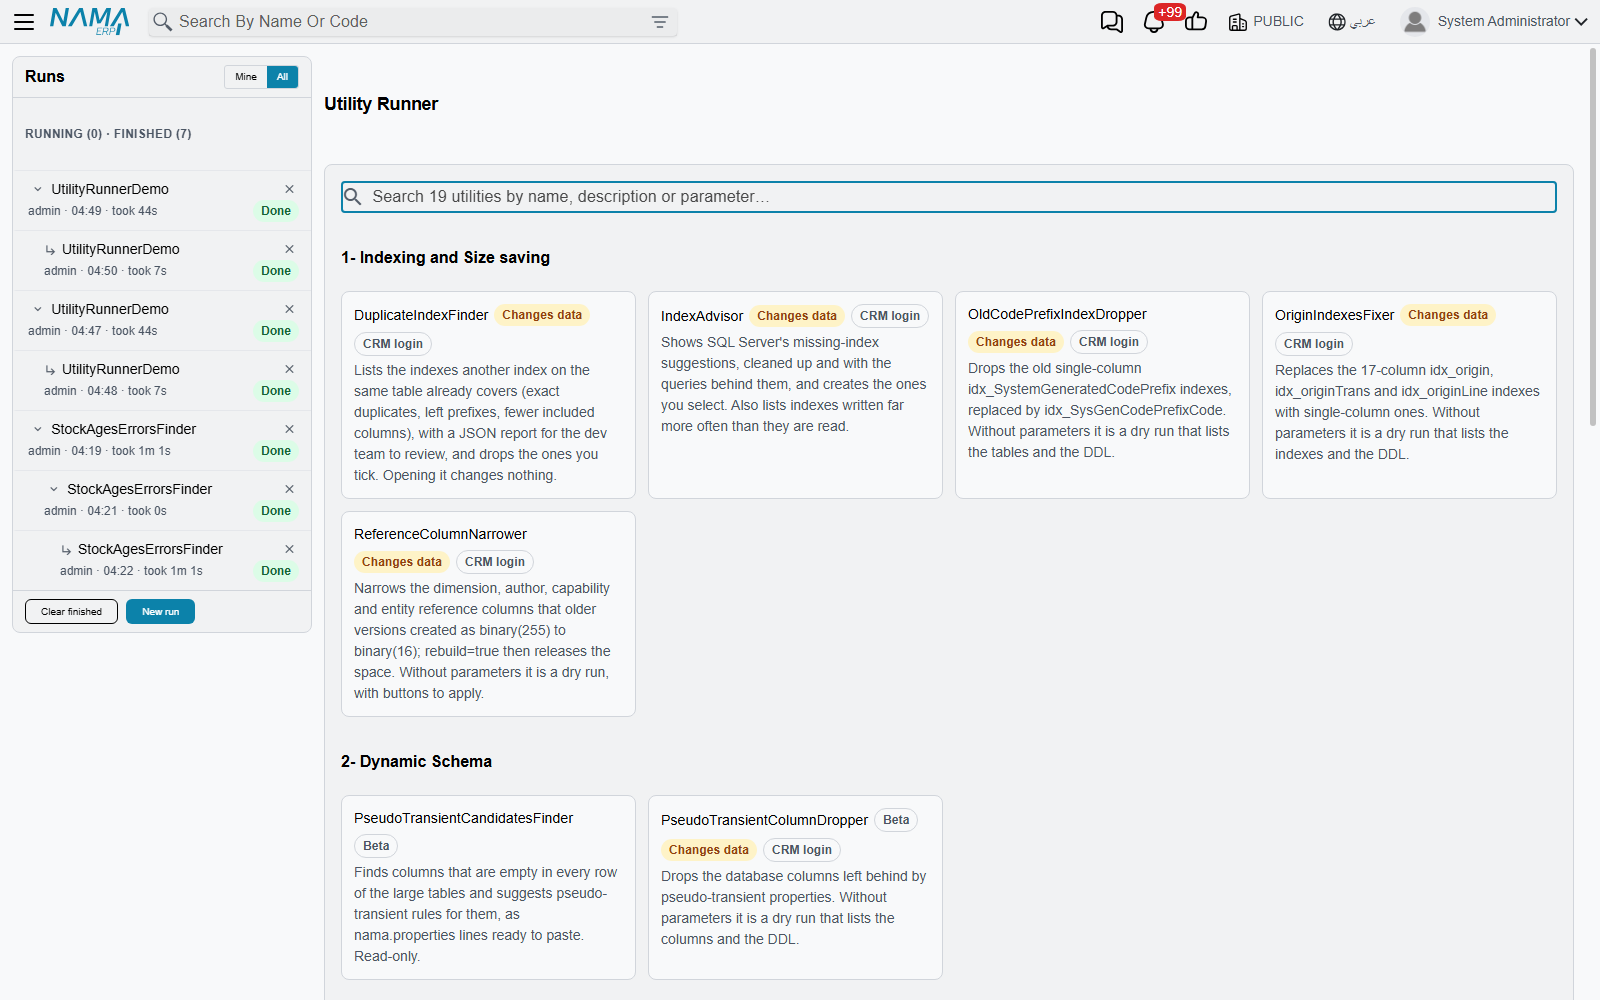 NAMA ERP
Search By Name Or Code
+99
PUBLIC
عربي
System Administrator
Runs
Mine
All
RUNNING (0) · FINISHED (7)
UtilityRunnerDemo
admin · 04:49 · took 44s
Done
UtilityRunnerDemo
admin · 04:50 · took 7s
Done
UtilityRunnerDemo
admin · 04:47 · took 44s
Done
UtilityRunnerDemo
admin · 04:48 · took 7s
Done
StockAgesErrorsFinder
admin · 04:19 · took 1m 1s
Done
StockAgesErrorsFinder
admin · 04:21 · took 0s
Done
StockAgesErrorsFinder
admin · 04:22 · took 1m 1s
Done
Clear finished
New run
Utility Runner
Search 19 utilities by name, description or parameter…
1- Indexing and Size saving
DuplicateIndexFinder
Changes data
CRM login
Lists the indexes another index on the
same table already covers (exact
duplicates, left prefixes, fewer included
columns), with a JSON report for the dev
team to review, and drops the ones you
tick. Opening it changes nothing.
IndexAdvisor
Changes data
CRM login
Shows SQL Server's missing-index
suggestions, cleaned up and with the
queries behind them, and creates the ones
you select. Also lists indexes written far
more often than they are read.
OldCodePrefixIndexDropper
Changes data
CRM login
Drops the old single-column
idx_SystemGeneratedCodePrefix indexes,
replaced by idx_SysGenCodePrefixCode.
Without parameters it is a dry run that lists
the tables and the DDL.
OriginIndexesFixer
Changes data
CRM login
Replaces the 17-column idx_origin,
idx_originTrans and idx_originLine indexes
with single-column ones. Without
parameters it is a dry run that lists the
indexes and the DDL.
ReferenceColumnNarrower
Changes data
CRM login
Narrows the dimension, author, capability
and entity reference columns that older
versions created as binary(255) to
binary(16); rebuild=true then releases the
space. Without parameters it is a dry run,
with buttons to apply.
2- Dynamic Schema
PseudoTransientCandidatesFinder
Beta
Finds columns that are empty in every row
of the large tables and suggests pseudo-
transient rules for them, as
nama.properties lines ready to paste.
Read-only.
PseudoTransientColumnDropper
Beta
Changes data
CRM login
Drops the database columns left behind by
pseudo-transient properties. Without
parameters it is a dry run that lists the
columns and the DDL.